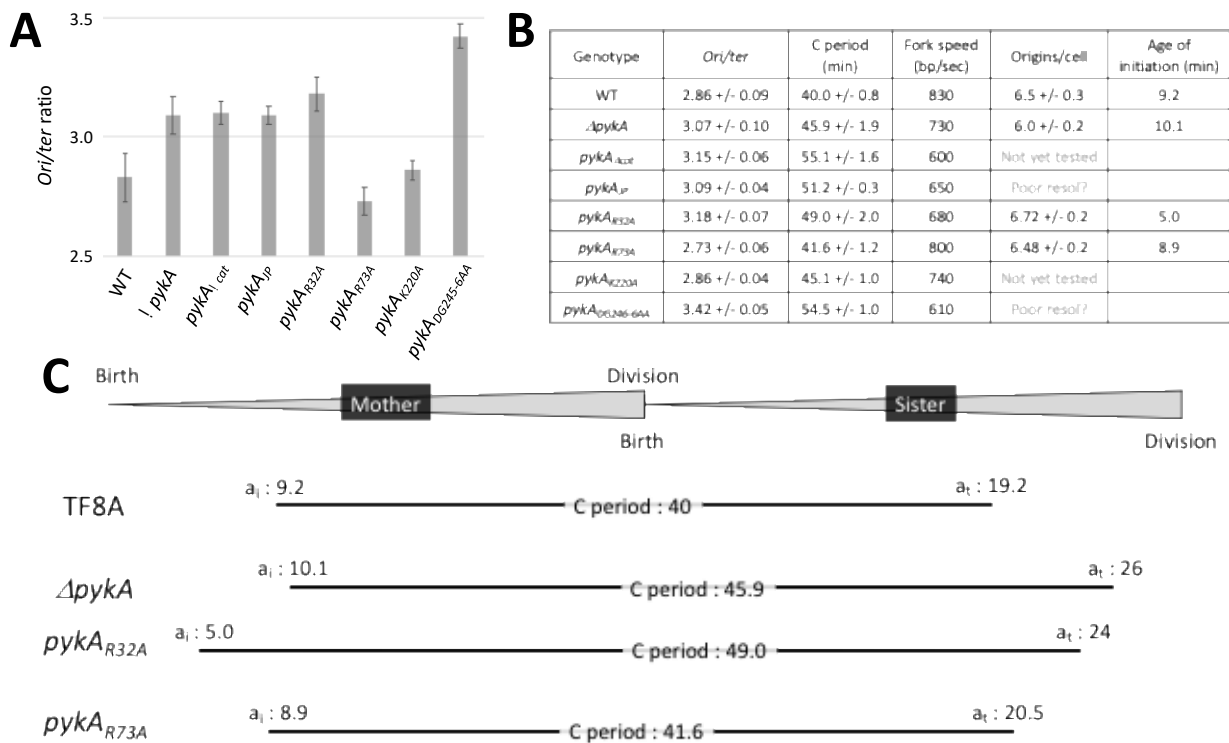 A
3.5
3.0
2.5
Ori/ter ratio
WT
! pykA
pykA! cat
pykAJP
pykAR32A
pykAR73A
pykAK220A
pykADG245-6AA
B
Genotype Ori/ter C period (min) Fork speed (bp/sec) Origins/cell Age of initiation (min)
WT 2.86 +/- 0.09 40.0 +/- 0.8 830 6.5 +/- 0.3 9.2
ΔpykA 3.07 +/- 0.10 45.9 +/- 1.9 730 6.0 +/- 0.2 10.1
pykAΔcat 3.15 +/- 0.06 55.1 +/- 1.6 600 Not yet tested
pykAJP 3.09 +/- 0.04 51.2 +/- 0.3 650 Poor resol?
pykAR32A 3.18 +/- 0.07 49.0 +/- 2.0 680 6.72 +/- 0.2 5.0
pykAR73A 2.73 +/- 0.06 41.6 +/- 1.2 800 6.48 +/- 0.2 8.9
pykAK220A 2.86 +/- 0.04 45.1 +/- 1.0 740 Not yet tested
pykADG246-6AA 3.42 +/- 0.05 54.5 +/- 1.0 610 Poor resol?
C
Birth Division
Mother Sister
Birth Division
TF8A ai : 9.2 C period : 40 at : 19.2
ΔpykA ai : 10.1 C period : 45.9 at : 26
pykAR32A ai : 5.0 C period : 49.0 at : 24
pykAR73A ai : 8.9 C period : 41.6 at : 20.5